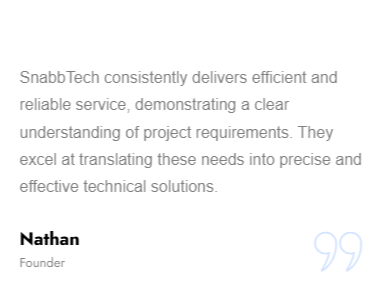 SnabbTech consistently delivers efficient and
reliable service, demonstrating a clear
understanding of project requirements. They
excel at translating these needs into precise and
effective technical solutions.
Nathan
Founder